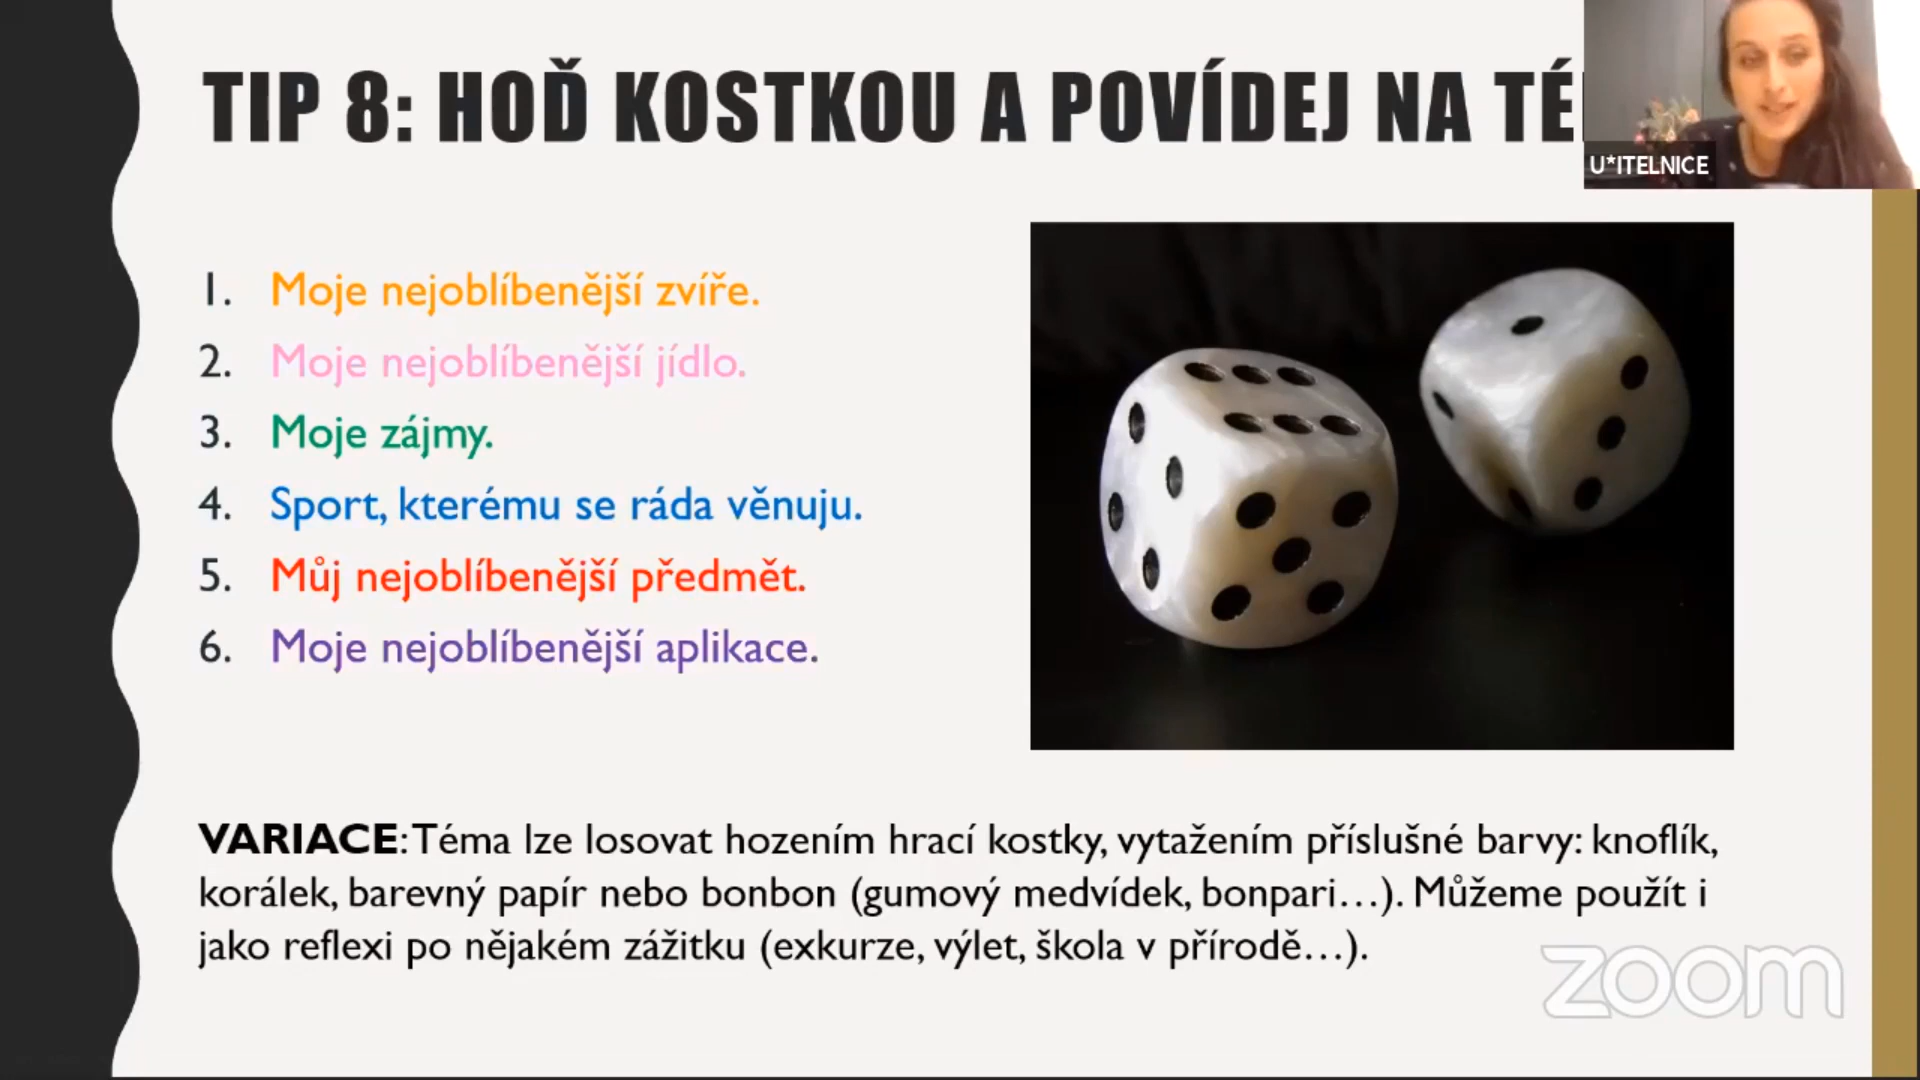 TIP 8: HOĎ KOSTKOU A POVÍDEJ NA
U*ITELNICE
1. Moje nejoblíbenější zvíře.
2. Moje nejoblíbenější jídlo.
3. Moje zájmy.
4. Sport, kterému se ráda věnuju.
5. Můj nejoblíbenější předmět.
6. Moje nejoblíbenější aplikace.
VARIACE: Téma lze losovat hozením hrací kostky, vytažením příslušné barvy: knoflík,
korálek, barevný papír nebo bonbon (gumový medvídek, bonpari...). Můžeme použít i
jako reflexi po nějakém zážitku (exkurze, výlet, škola v přírodě...).
zoom